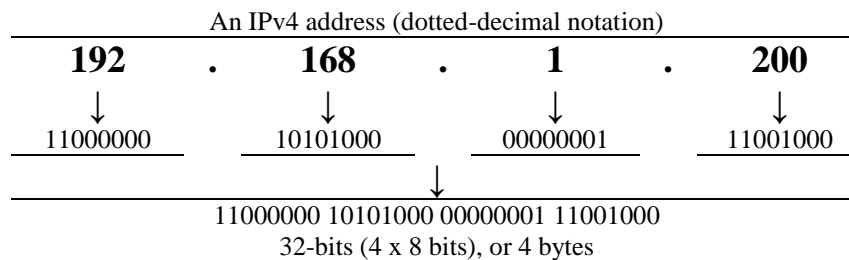 An IPv4 address (dotted-decimal notation)
192 . 168 . 1 . 200
↓ ↓ ↓ ↓
11000000 10101000 00000001 11001000
↓
11000000 10101000 00000001 11001000
32-bits (4 x 8 bits), or 4 bytes